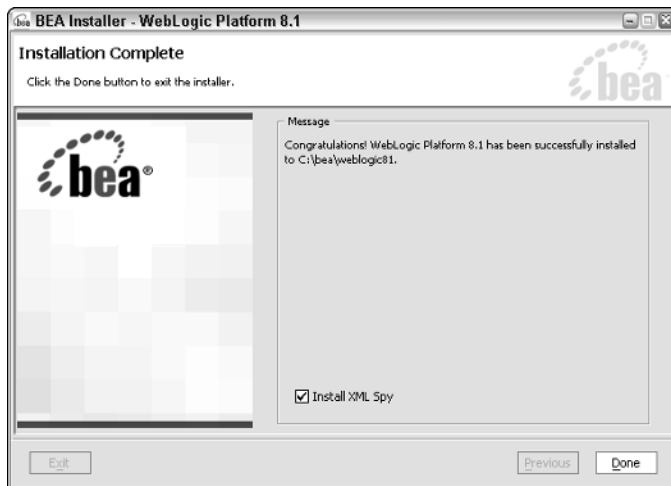 bea BEA Installer - WebLogic Platform 8.1
Installation Complete
Click the Done button to exit the installer.
bea
Message
Congratulations! WebLogic Platform 8.1 has been successfully installed
to C:\bea\weblogic81.
bea®
Install XML Spy
Exit
Previous
Done